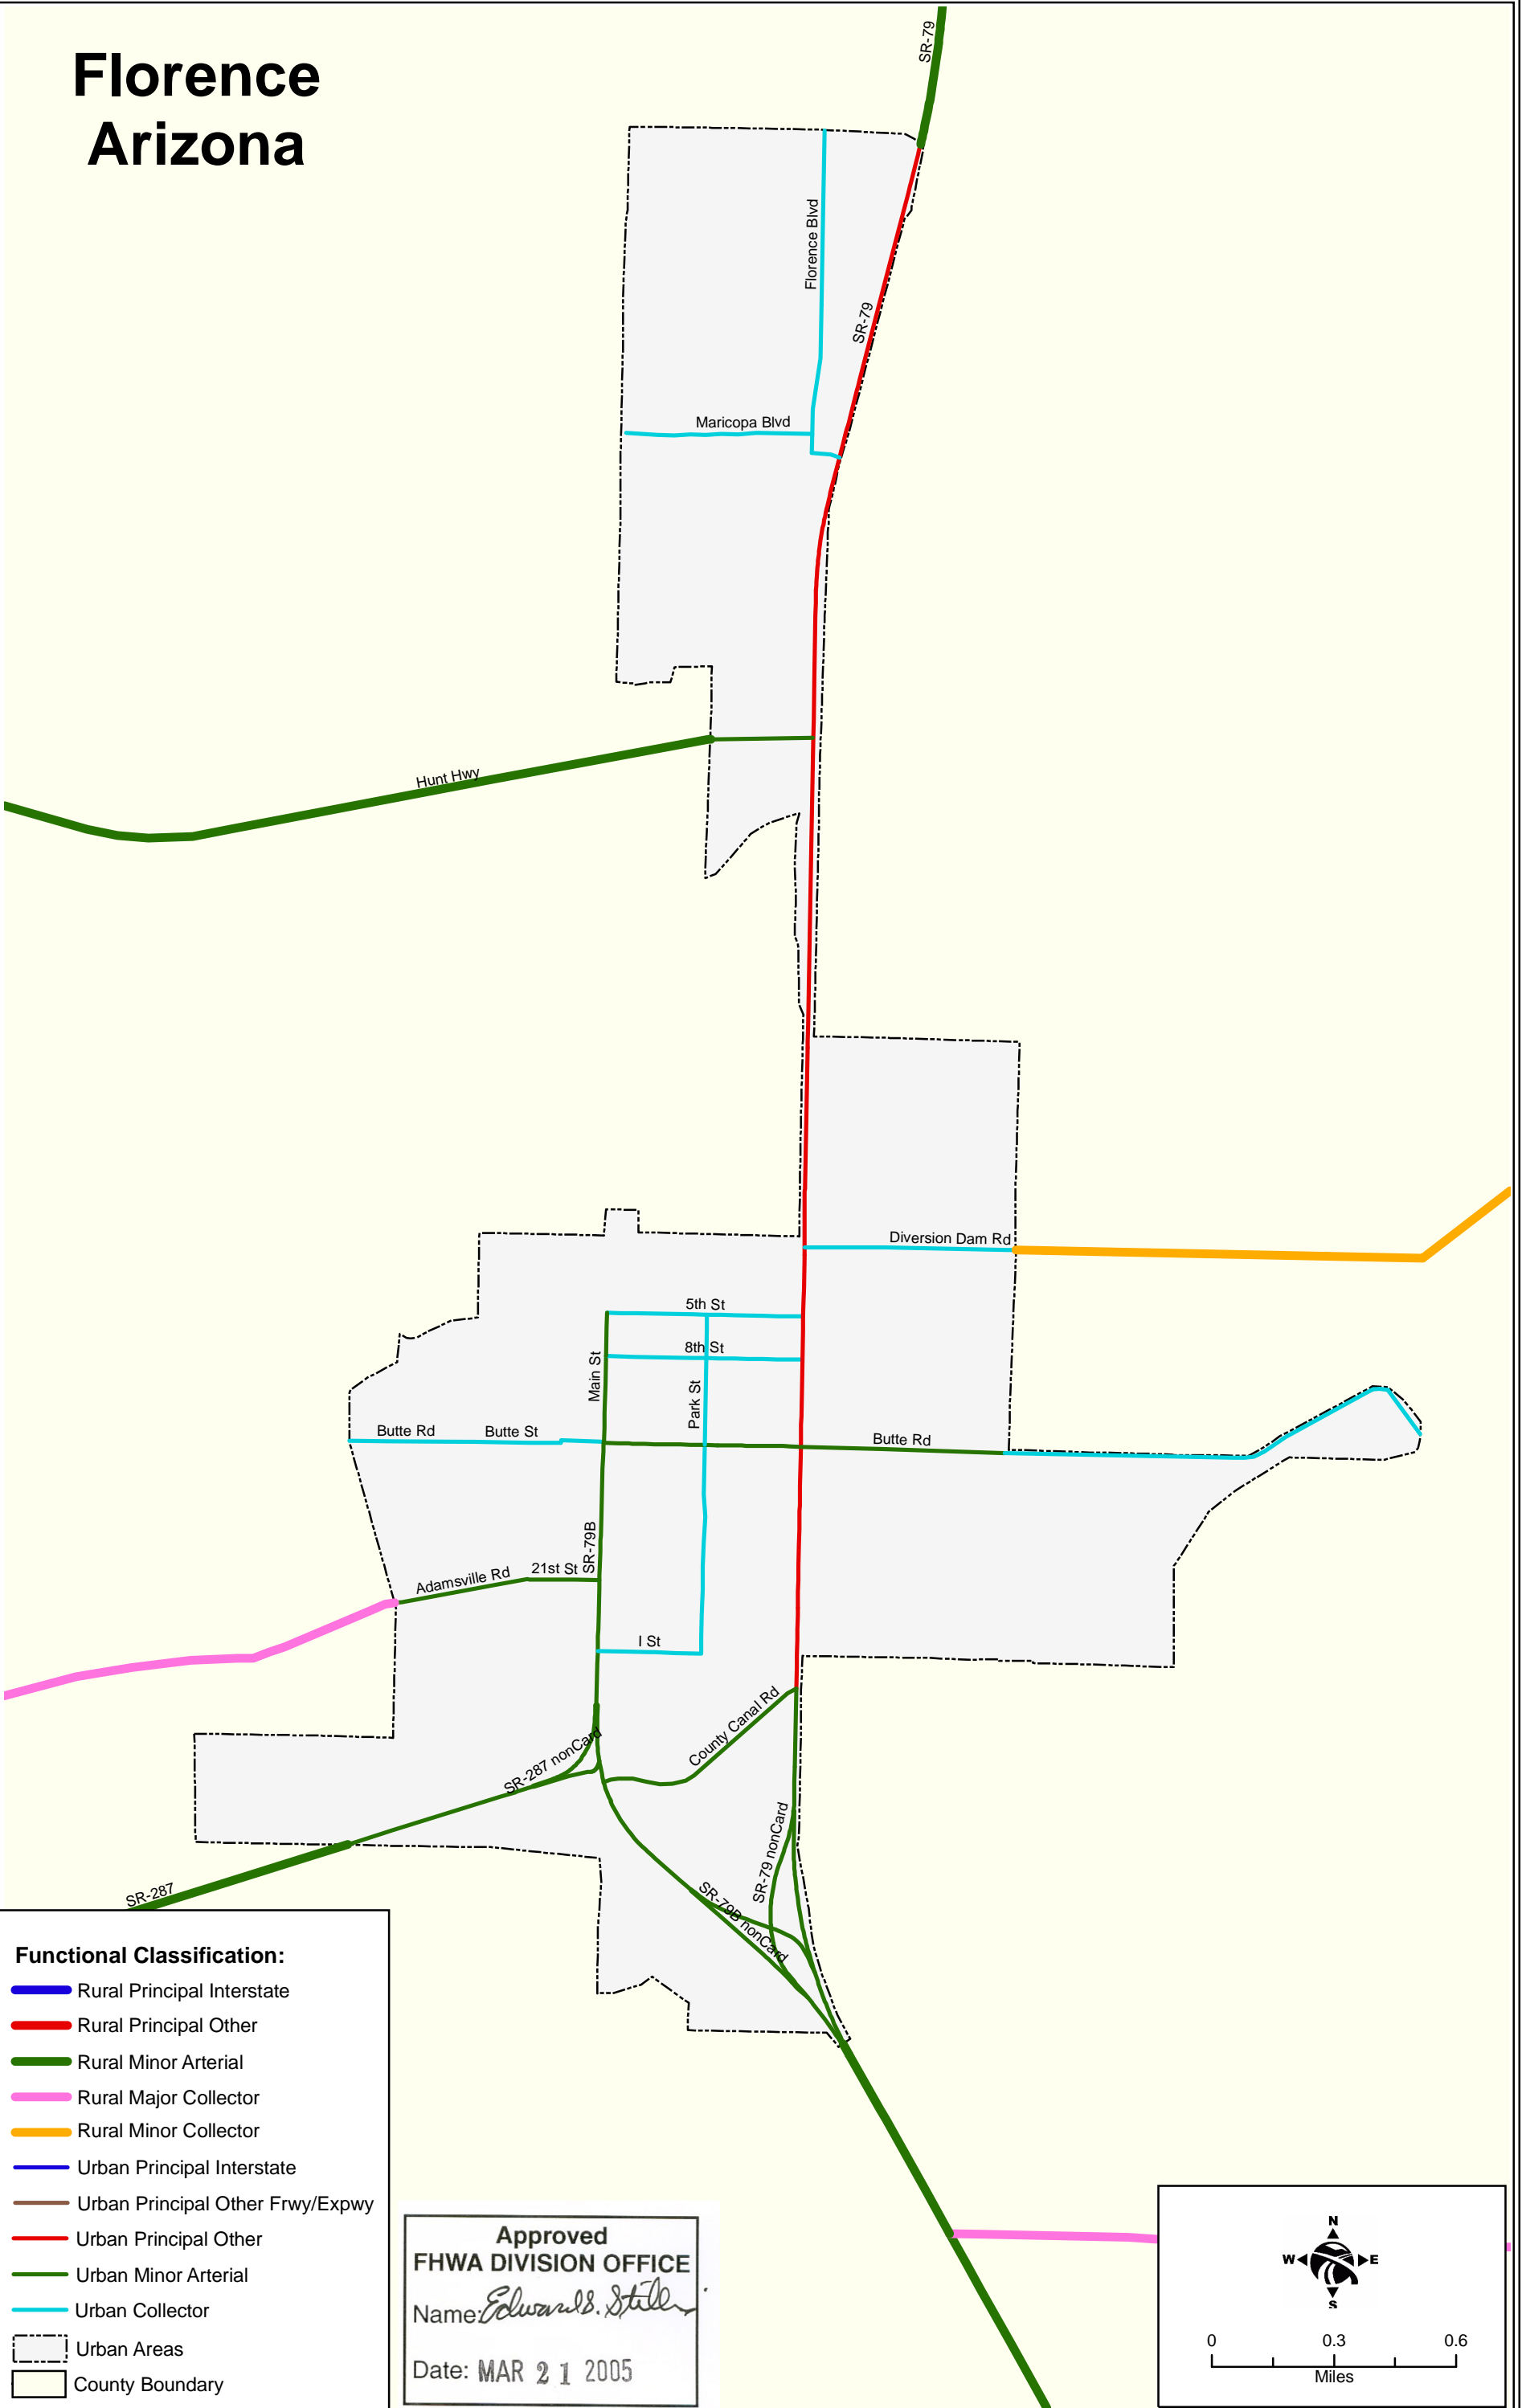 Florence
Arizona
SR-79
Florence Blvd
SR-79
Maricopa Blvd
Hunt Hwy
Diversion Dam Rd
5th St
8th St
Main St
Park St
Butte Rd
Butte St
Butte Rd
SR-79B
21st St
Adamsville Rd
I St
County Canal Rd
SR-287 nonCard
SR-79 nonCard
SR-79B nonCard
SR-287
Functional Classification:
Rural Principal Interstate
Rural Principal Other
Rural Minor Arterial
Rural Major Collector
Rural Minor Collector
Urban Principal Interstate
Urban Principal Other Frwy/Expwy
Urban Principal Other
Urban Minor Arterial
Urban Collector
Urban Areas
County Boundary
Approved
FHWA DIVISION OFFICE
Name: Edward S.
Date: MAR 21 2005
N
W E
S
0 0.3 0.6
Miles